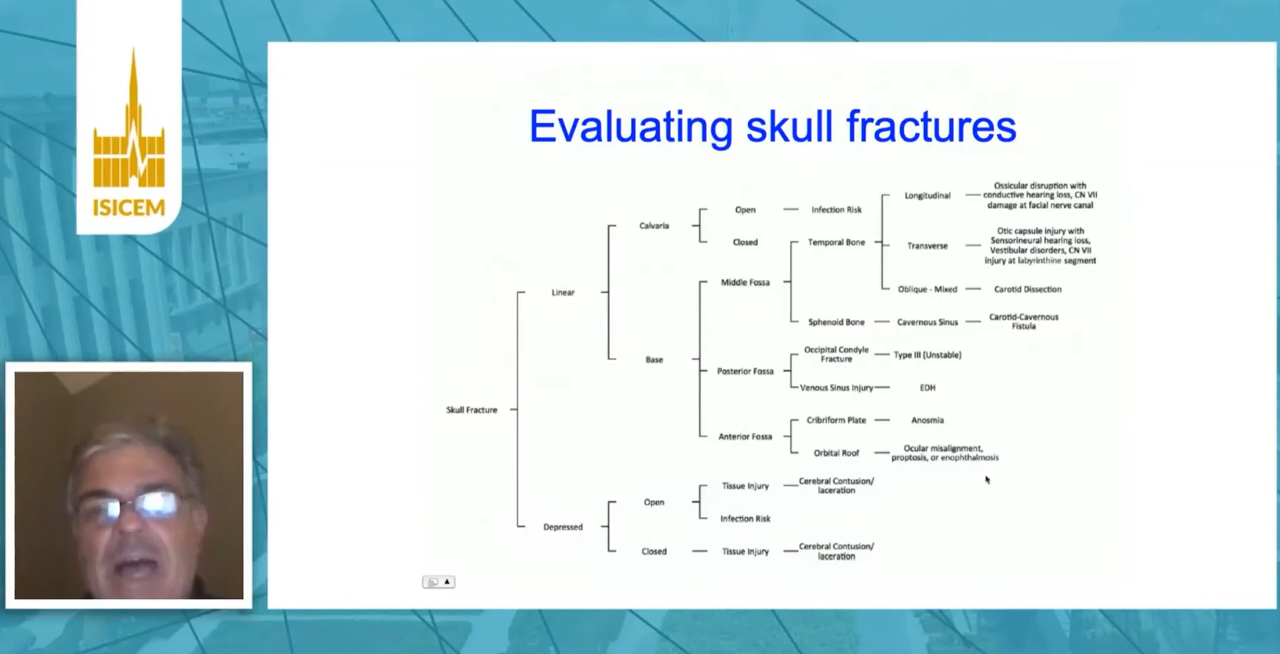 ISICEM
Evaluating skull fractures
Skull Fracture
Linear
Calvaria
Open
Infection Risk
Closed
Base
Middle Fossa
Temporal Bone
Longitudinal
Ossicular disruption with
conductive hearing loss, CN VII
damage at facial nerve canal
Transverse
Otic capsule injury with
Sensorineural hearing loss,
Vestibular disorders, CN VII
injury at labyrinthine segment
Oblique - Mixed
Carotid Dissection
Sphenoid Bone
Cavernous Sinus
Carotid-Cavernous
Fistula
Posterior Fossa
Occipital Condyle
Fracture
Type III (Unstable)
Venous Sinus Injury
EDH
Anterior Fossa
Cribriform Plate
Anosmia
Orbital Roof
Ocular misalignment,
proptosis, or enophthalmosis
Depressed
Open
Tissue Injury
Cerebral Contusion/
laceration
Infection Risk
Closed
Tissue Injury
Cerebral Contusion/
laceration